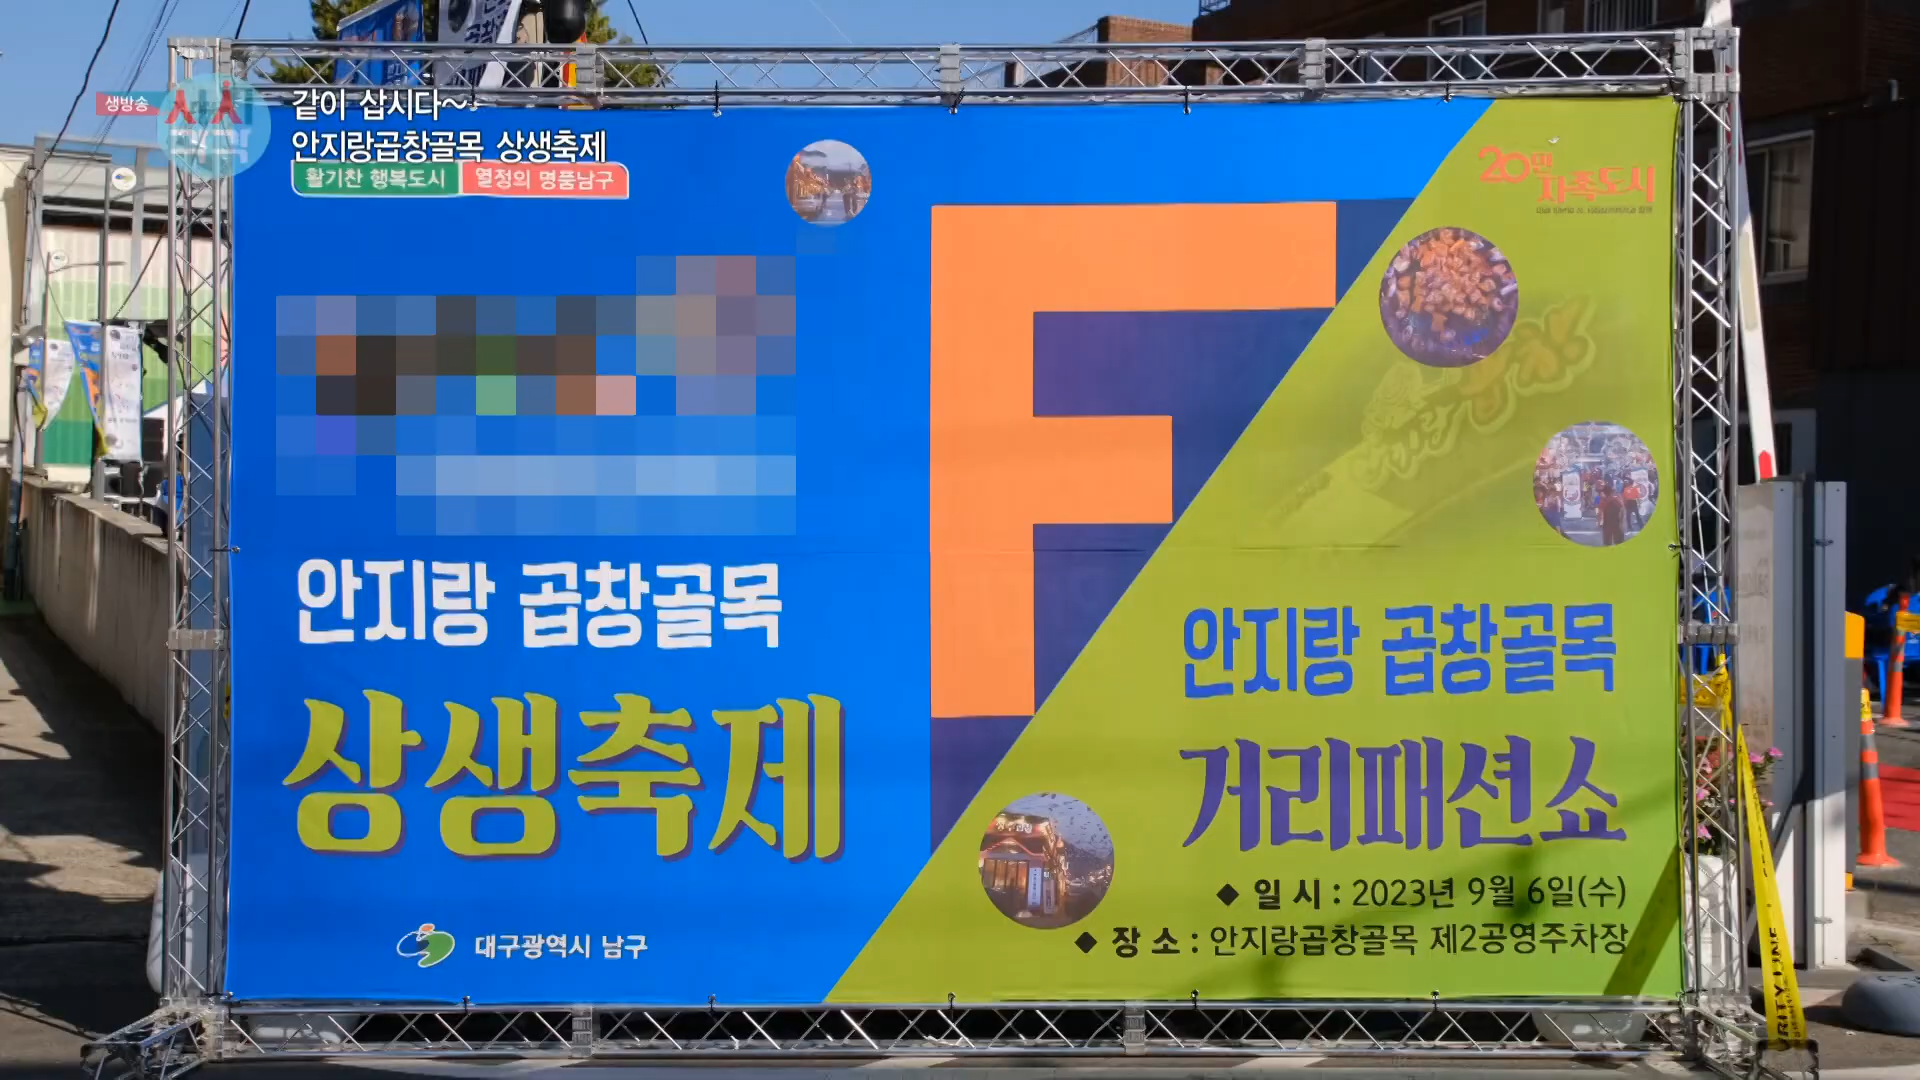 생방송
같이 삽시다~
안지랑곱창골목 상생축제
활기찬 행복도시 열정의 명품남구
20만 자족도시
안지랑 곱창골목
상생축제
대구광역시 남구
안지랑 곱창
안지랑 곱창골목
거리패션쇼
◆ 일 시 : 2023년 9월 6일(수)
◆ 장 소 : 안지랑곱창골목 제2공영주차장